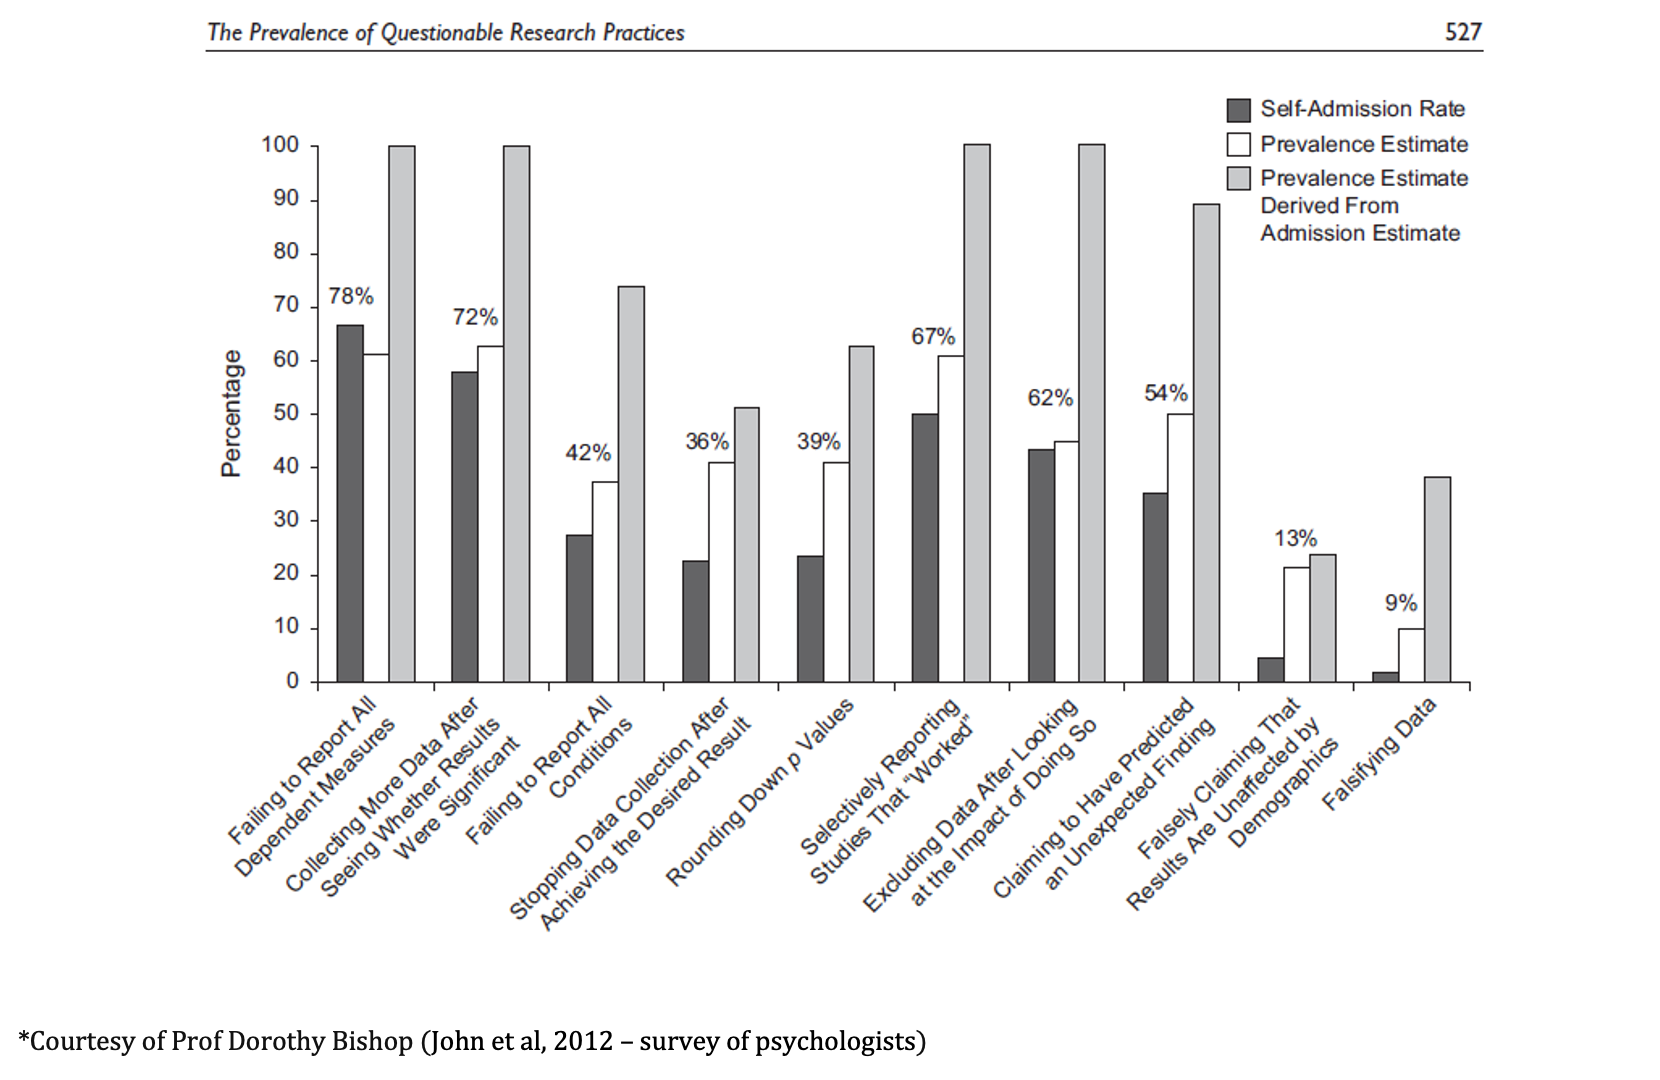 The Prevalence of Questionable Research Practices 527
Self-Admission Rate
Prevalence Estimate
Prevalence Estimate
Derived From
Admission Estimate
Percentage
100
90
80
70
60
50
40
30
20
10
0
78%
72%
42%
36%
39%
67%
62%
54%
13%
9%
Failing to Report All
Dependent Measures
Collecting More Data After
Seeing Whether Results
Were Significant
Failing to Report All
Conditions
Stopping Data Collection After
Achieving the Desired Result
Rounding Down p Values
Selectively Reporting
Studies That “Worked”
Excluding Data After Looking
at the Impact of Doing So
Claiming to Have Predicted
an Unexpected Finding
Falsely Claiming That
Results Are Unaffected by
Demographics
Falsifying Data
*Courtesy of Prof Dorothy Bishop (John et al, 2012 – survey of psychologists)